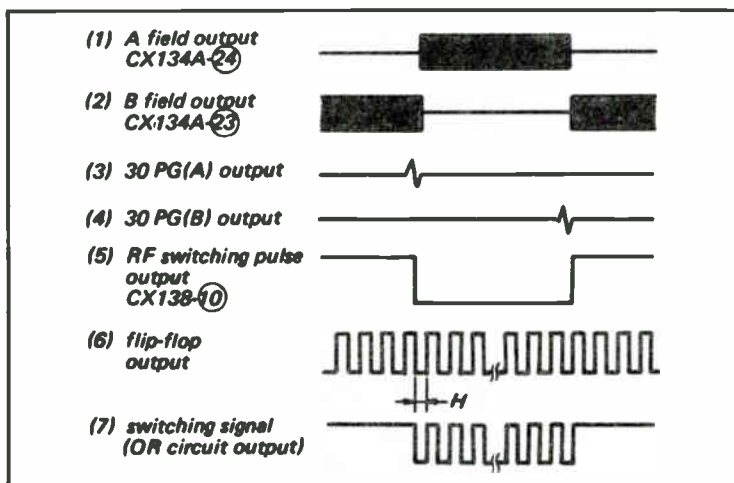 (1) A field output
CX134A-24
(2) B field output
CX134A-23
(3) 30 PG(A) output
(4) 30 PG(B) output
(5) RF switching pulse
output
CX138-10
(6) flip-flop
output
H
(7) switching signal
(OR circuit output)